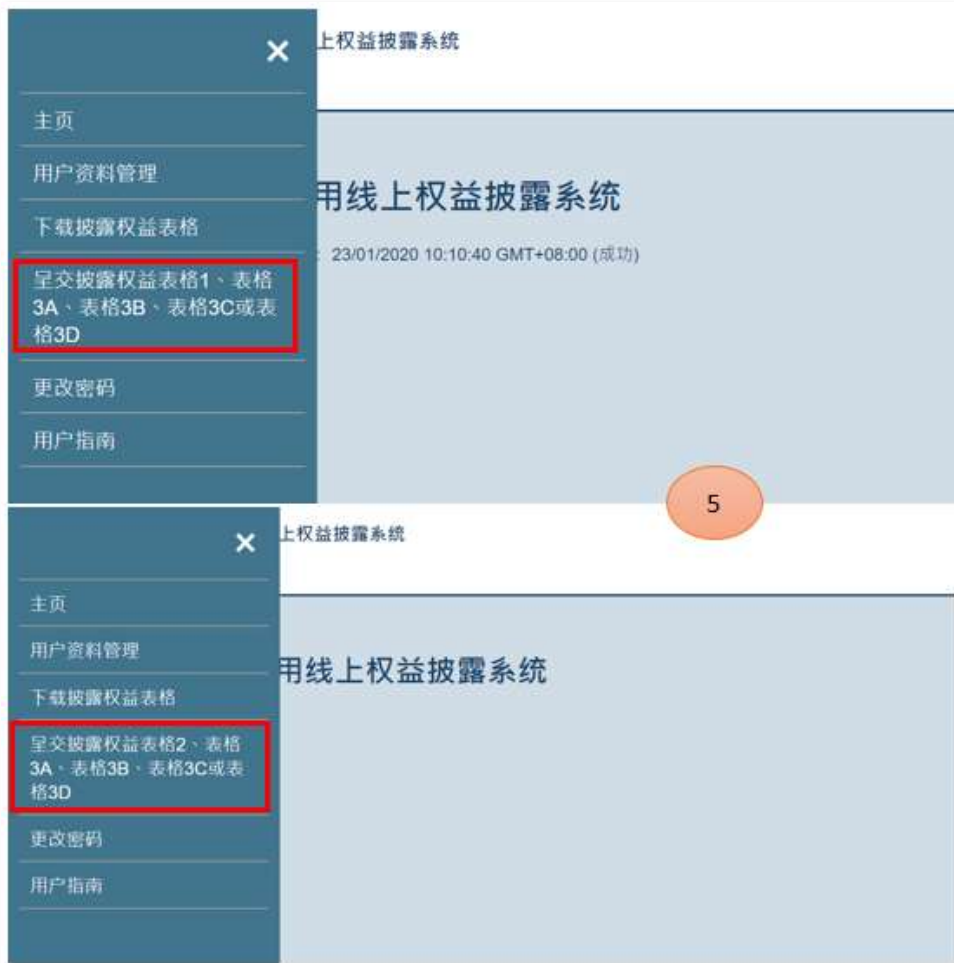 上权益披露系统
主页
用户资料管理
下载披露权益表格
呈交披露权益表格1、表格
3A、表格3B、表格3C或表
格3D
更改密码
用户指南
用线上权益披露系统
: 23/01/2020 10:10:40 GMT+08:00 (成功)
5
上权益披露系统
主页
用户资料管理
下载披露权益表格
呈交披露权益表格2、表格
3A、表格3B、表格3C或表
格3D
更改密码
用户指南
用线上权益披露系统